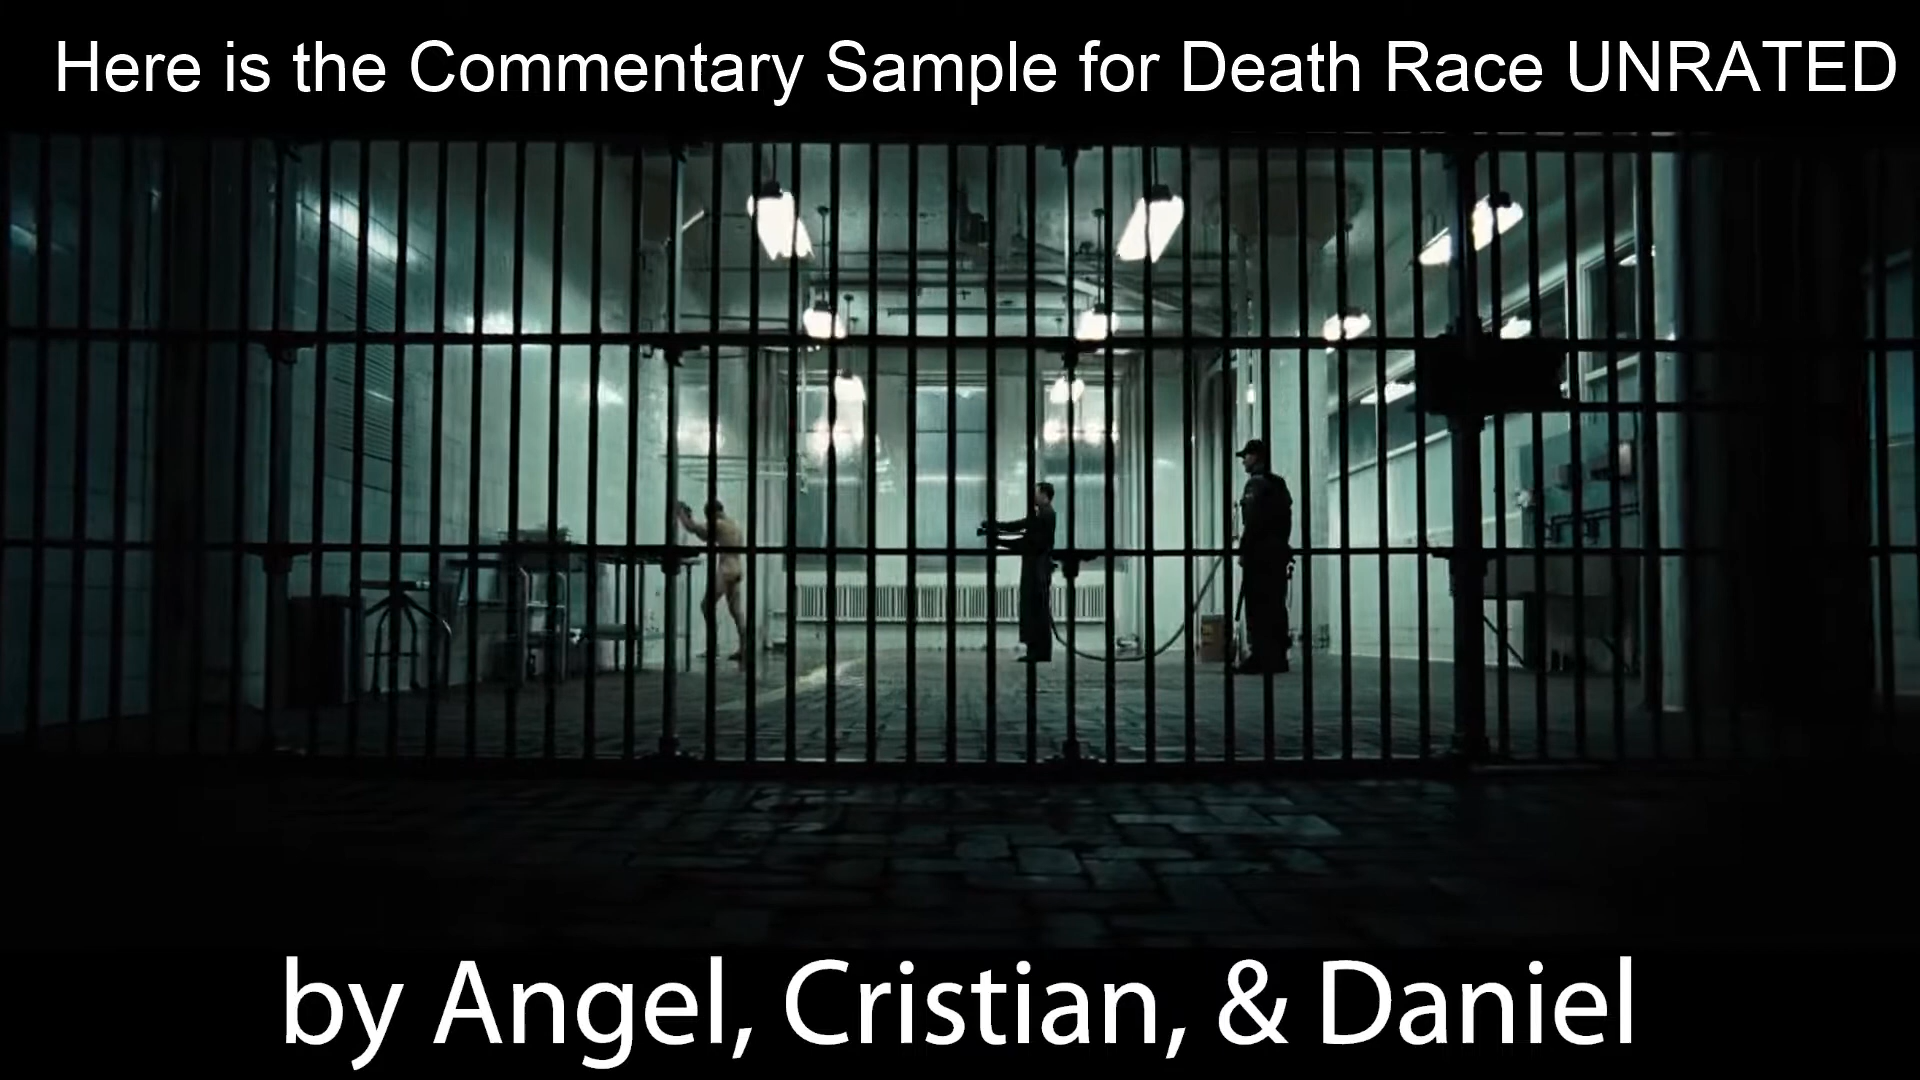 Here is the Commentary Sample for Death Race UNRATED
by Angel, Cristian, & Daniel